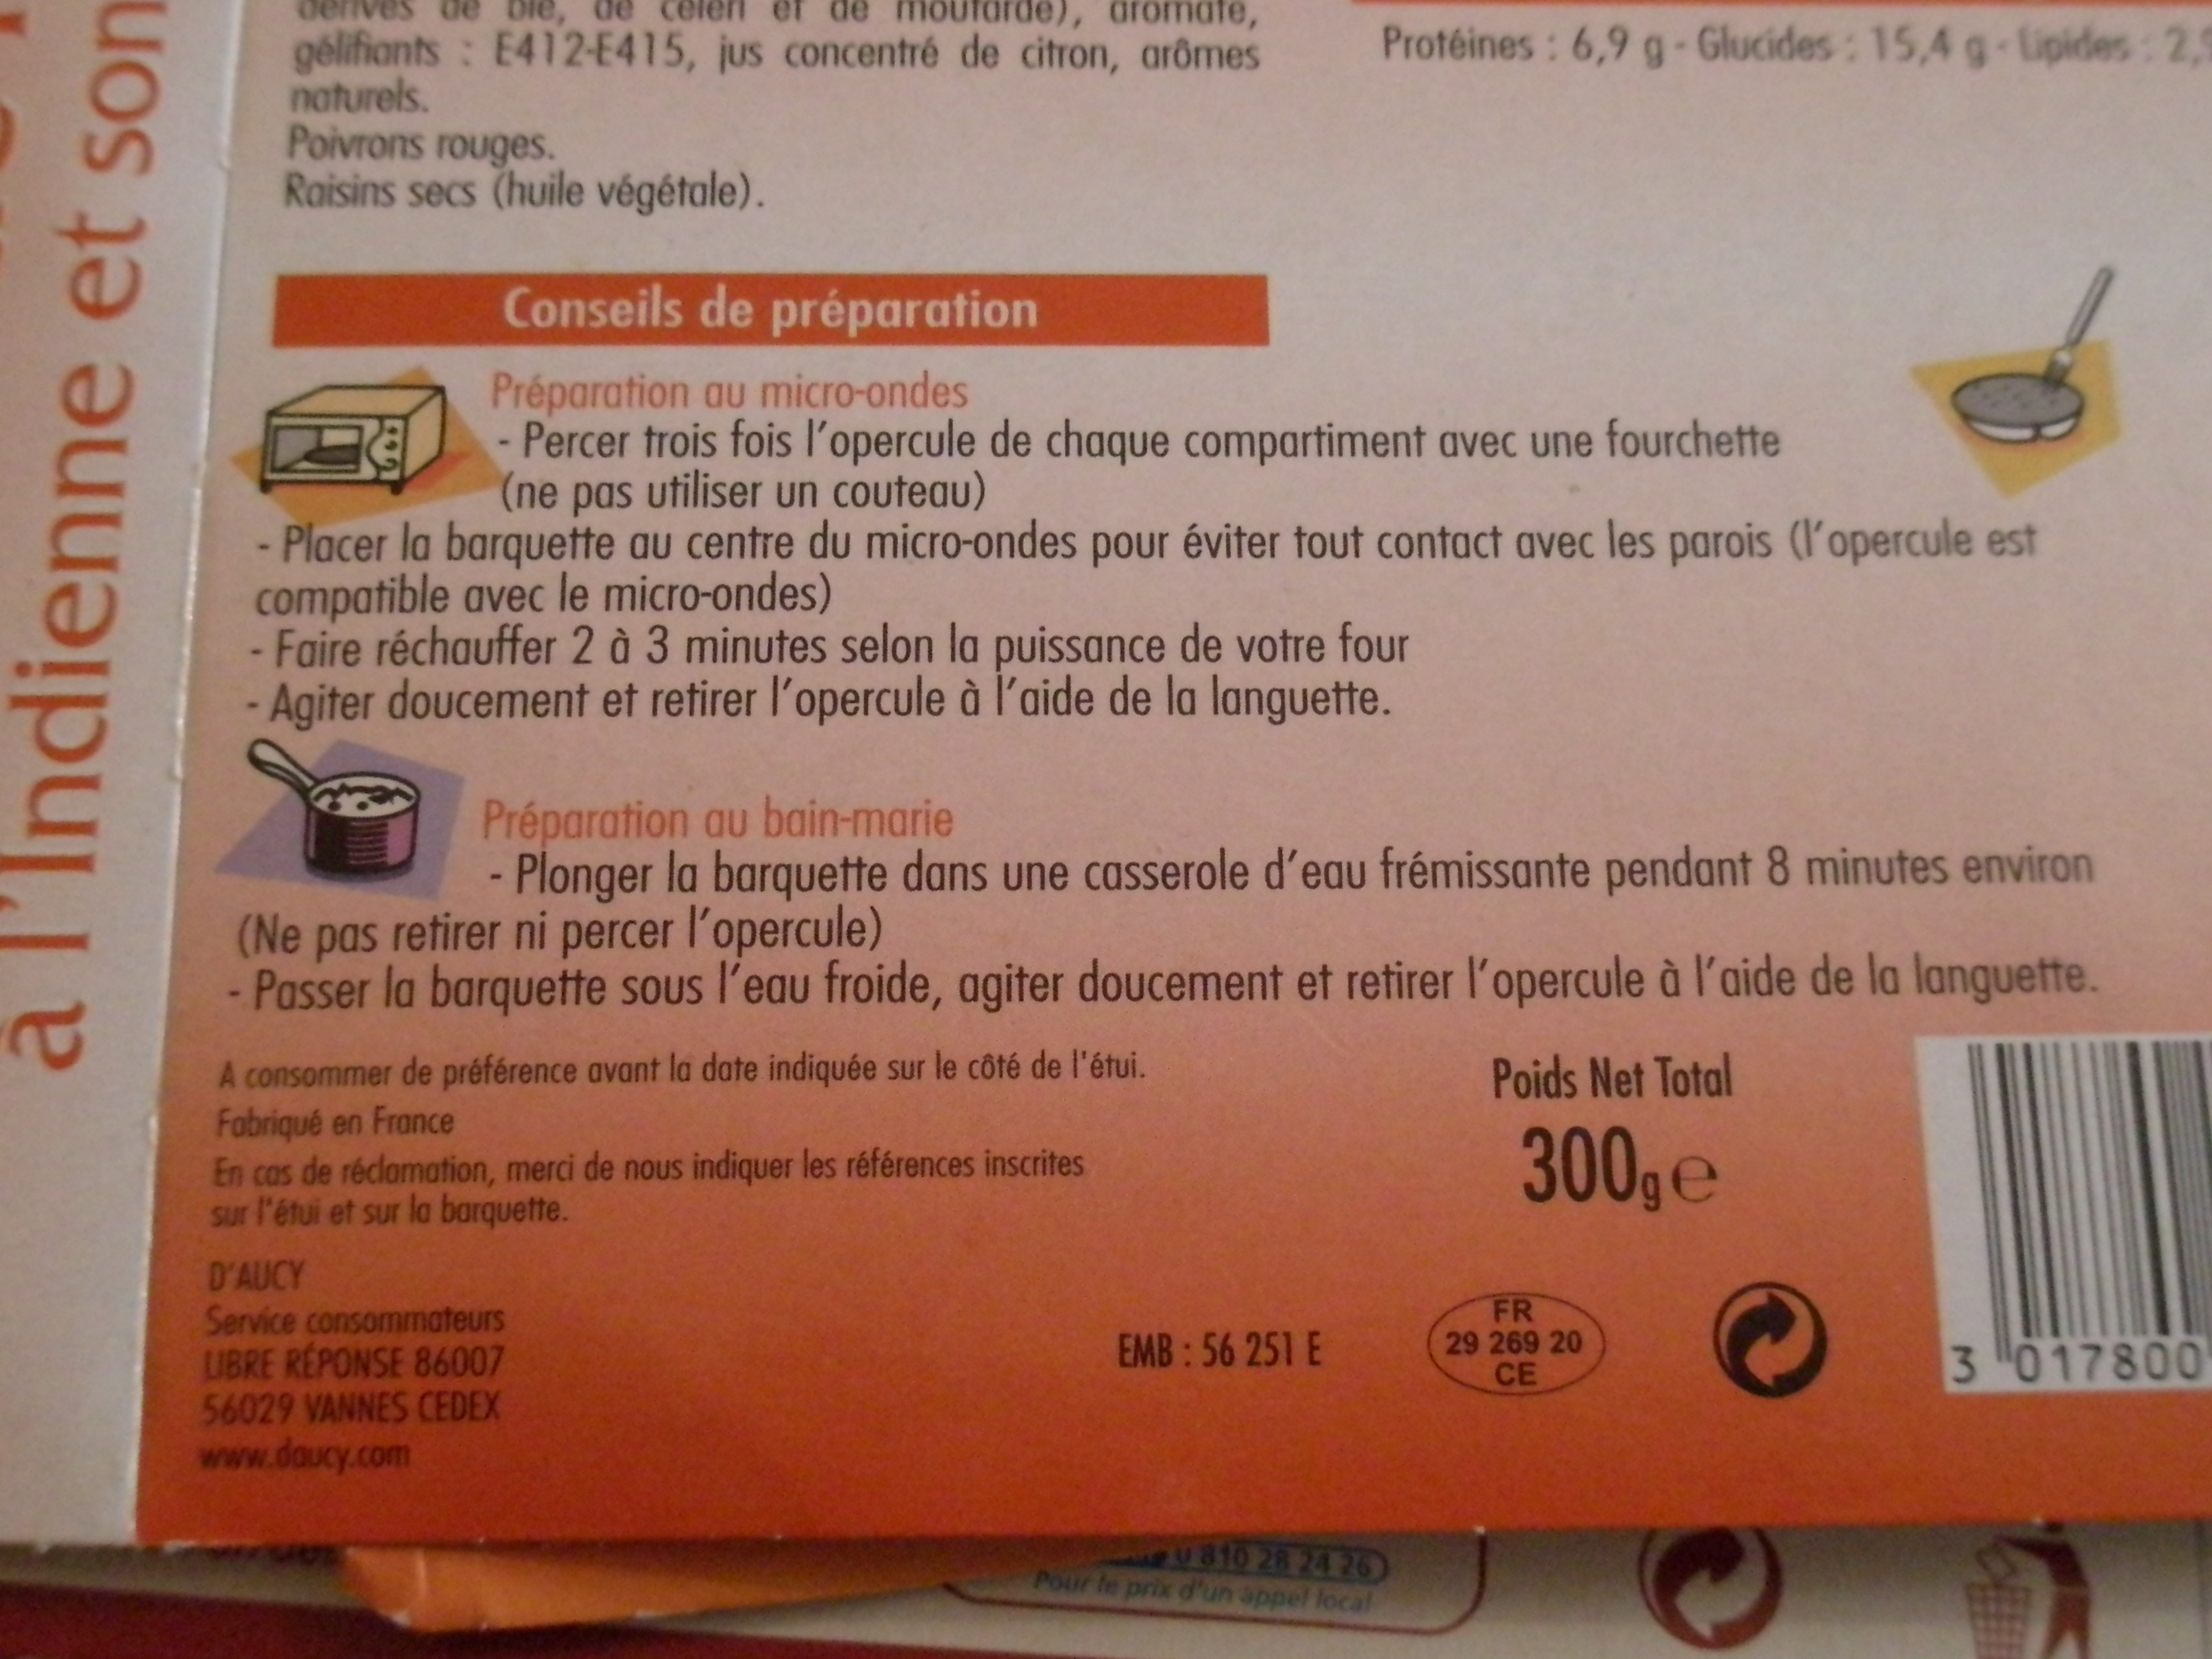 dérivés de blé, de céleri et de moutarde), aromate,
gélifiants : E412-E415, jus concentré de citron, arômes
naturels.
Poivrons rouges.
Raisins secs (huile végétale).
Protéines : 6,9 g - Glucides : 15,4 g - Lipides : 2,
à l'Indienne et son
Conseils de préparation
Préparation au micro-ondes
- Percer trois fois l'opercule de chaque compartiment avec une fourchette
(ne pas utiliser un couteau)
- Placer la barquette au centre du micro-ondes pour éviter tout contact avec les parois (l'opercule est
compatible avec le micro-ondes)
- Faire réchauffer 2 à 3 minutes selon la puissance de votre four
- Agiter doucement et retirer l'opercule à l'aide de la languette.
Préparation au bain-marie
- Plonger la barquette dans une casserole d'eau frémissante pendant 8 minutes environ
(Ne pas retirer ni percer l'opercule)
- Passer la barquette sous l'eau froide, agiter doucement et retirer l'opercule à l'aide de la languette.
A consommer de préférence avant la date indiquée sur le côté de l'étui.
Fabriqué en France
En cas de réclamation, merci de nous indiquer les références inscrites
sur l'étui et sur la barquette.
Poids Net Total
300g e
D'AUCY
Service consommateurs
LIBRE RÉPONSE 86007
56029 VANNES CEDEX
www.daucy.com
EMB : 56 251 E
FR
29 269 20
CE
3 017800
0 810 28 24 26
Pour le prix d'un appel local